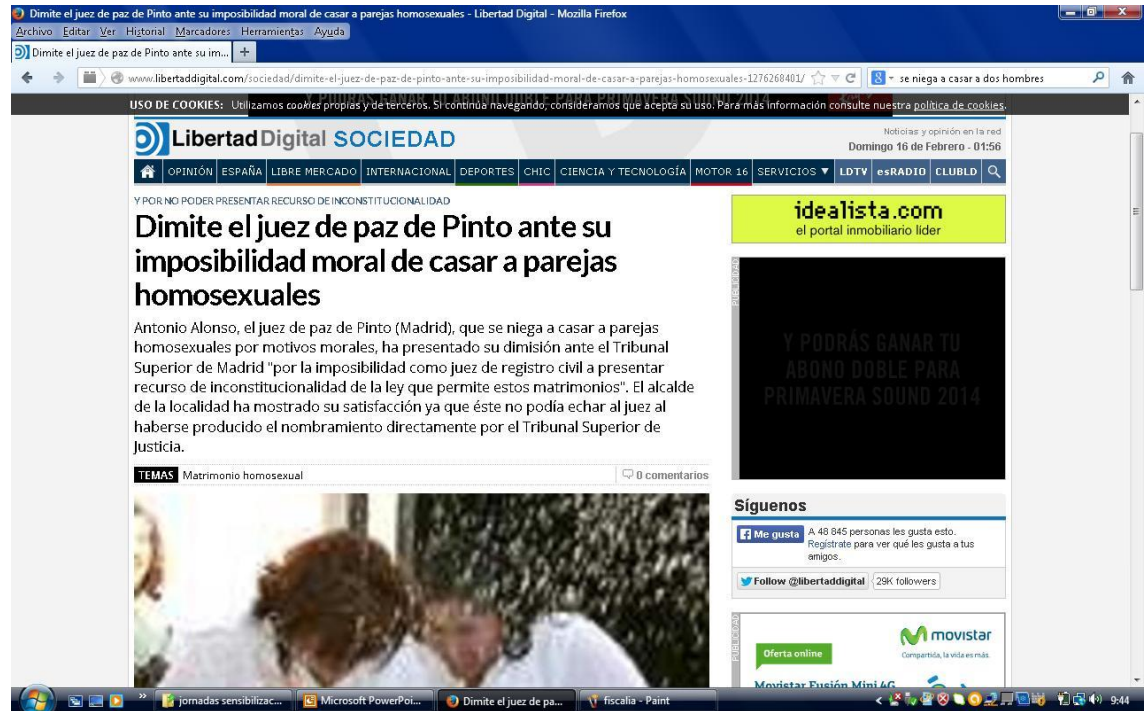 Dimite el juez de paz de Pinto ante su imposibilidad moral de casar a parejas homosexuales - Libertad Digital - Mozilla Firefox
Archivo Editar Ver Historial Marcadores Herramientas Ayuda
Dimite el juez de paz de Pinto ante su im...
www.libertaddigital.com/sociedad/dimite-el-juez-de-paz-de-pinto-ante-su-imposibilidad-moral-de-casar-a-parejas-homosexuales-1276268401/ se niega a casar a dos hombres
USO DE COOKIES: Utilizamos cookies propias y de terceros. Si continúa navegando, consideramos que acepta su uso. Para más información consulte nuestra política de cookies.
Libertad Digital SOCIEDAD
Noticias y opinión en la red
Domingo 16 de Febrero - 01:56
OPINIÓN ESPAÑA LIBRE MERCADO INTERNACIONAL DEPORTES CHIC CIENCIA Y TECNOLOGÍA MOTOR 16 SERVICIOS LDTV esRADIO CLUBLD
Y POR NO PODER PRESENTAR RECURSO DE INCONSTITUCIONALIDAD
Dimite el juez de paz de Pinto ante su
imposibilidad moral de casar a parejas
homosexuales
Antonio Alonso, el juez de paz de Pinto (Madrid), que se niega a casar a parejas
homosexuales por motivos morales, ha presentado su dimisión ante el Tribunal
Superior de Madrid "por la imposibilidad como juez de registro civil a presentar
recurso de inconstitucionalidad de la ley que permite estos matrimonios". El alcalde
de la localidad ha mostrado su satisfacción ya que éste no podía echar al juez al
haberse producido el nombramiento directamente por el Tribunal Superior de
Justicia.
TEMAS Matrimonio homosexual
0 comentarios
idealista.com
el portal inmobiliario líder
PUBLICIDAD
Y PODRÁS GANAR TU
ABONO DOBLE PARA
PRIMAVERA SOUND 2014
Síguenos
Me gusta
A 48 845 personas les gusta esto.
Regístrate para ver qué les gusta a tus
amigos.
Follow @libertaddigital 29K followers
PUBLICIDAD
movistar
Compartida, la vida es más.
Oferta online
Movistar Fusión Mini 4G
jornadas sensibilizac... Microsoft PowerPoi... Dimite el juez de pa... fiscalia - Paint 9:44